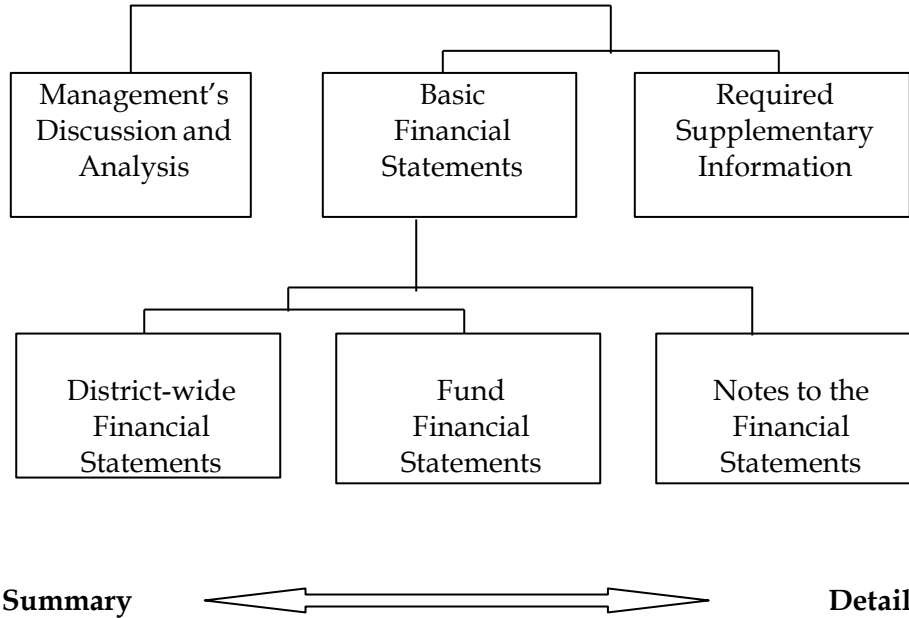 Management’s
Discussion and
Analysis
Basic
Financial
Statements
Required
Supplementary
Information
District-wide
Financial
Statements
Fund
Financial
Statements
Notes to the
Financial
Statements
Summary
Detail